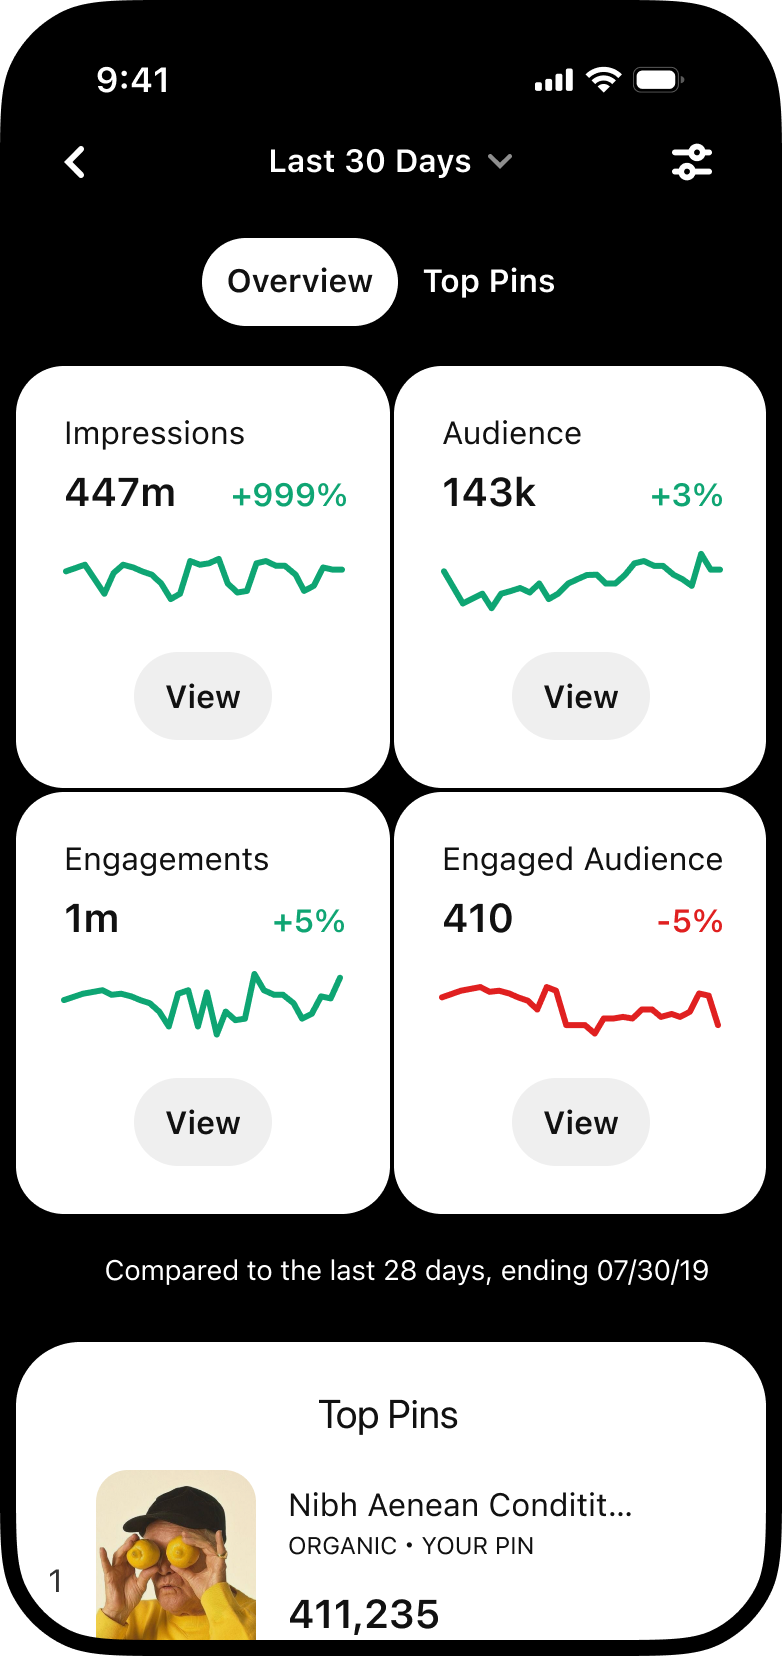 9:41
Last 30 Days
Overview Top Pins
Impressions
447m +999%
View
Audience
143k +3%
View
Engagements
1m +5%
View
Engaged Audience
410 -5%
View
Compared to the last 28 days, ending 07/30/19
Top Pins
1
Nibh Aenean Conditit...
ORGANIC • YOUR PIN
411,235